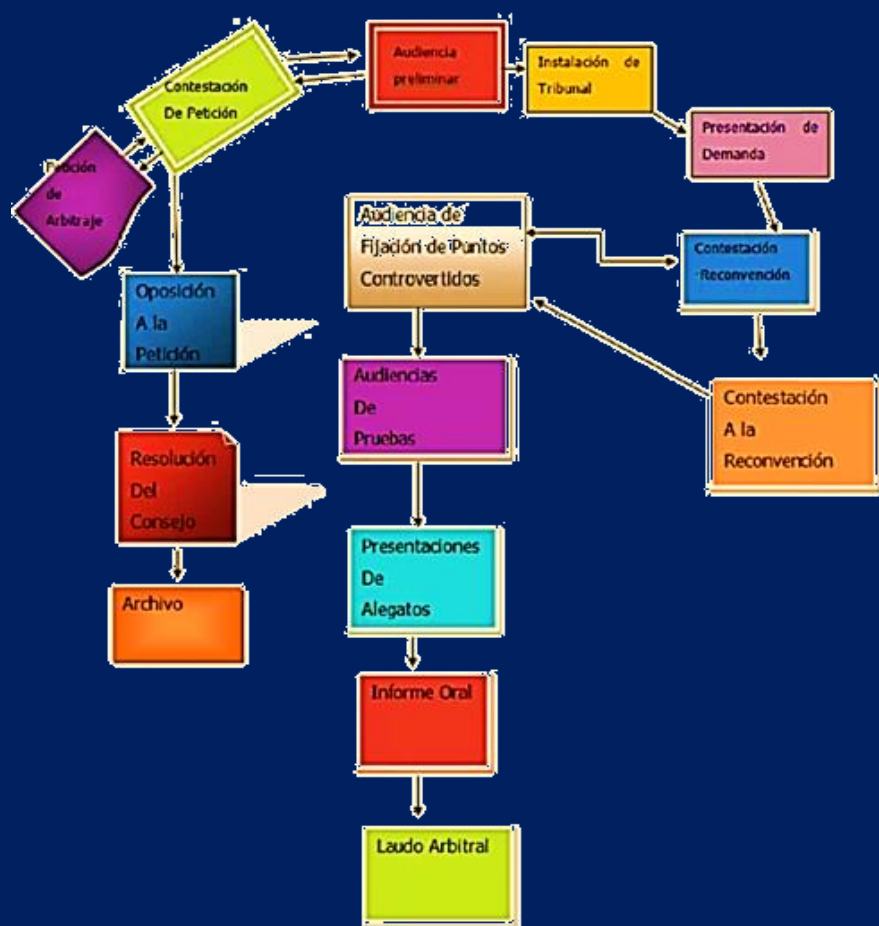 Petición
de
Arbitraje
Contestación
De Petición
Audiencia
preliminar
Instalación de
Tribunal
Presentación de
Demanda
Contestación
-Reconvención
Contestación
A la
Reconvención
Audiencia de
Fijación de Puntos
Controvertidos
Audiencias
De
Pruebas
Presentaciones
De
Alegatos
Informe Oral
Laudo Arbitral
Oposición
A la
Petición
Resolución
Del
Consejo
Archivo